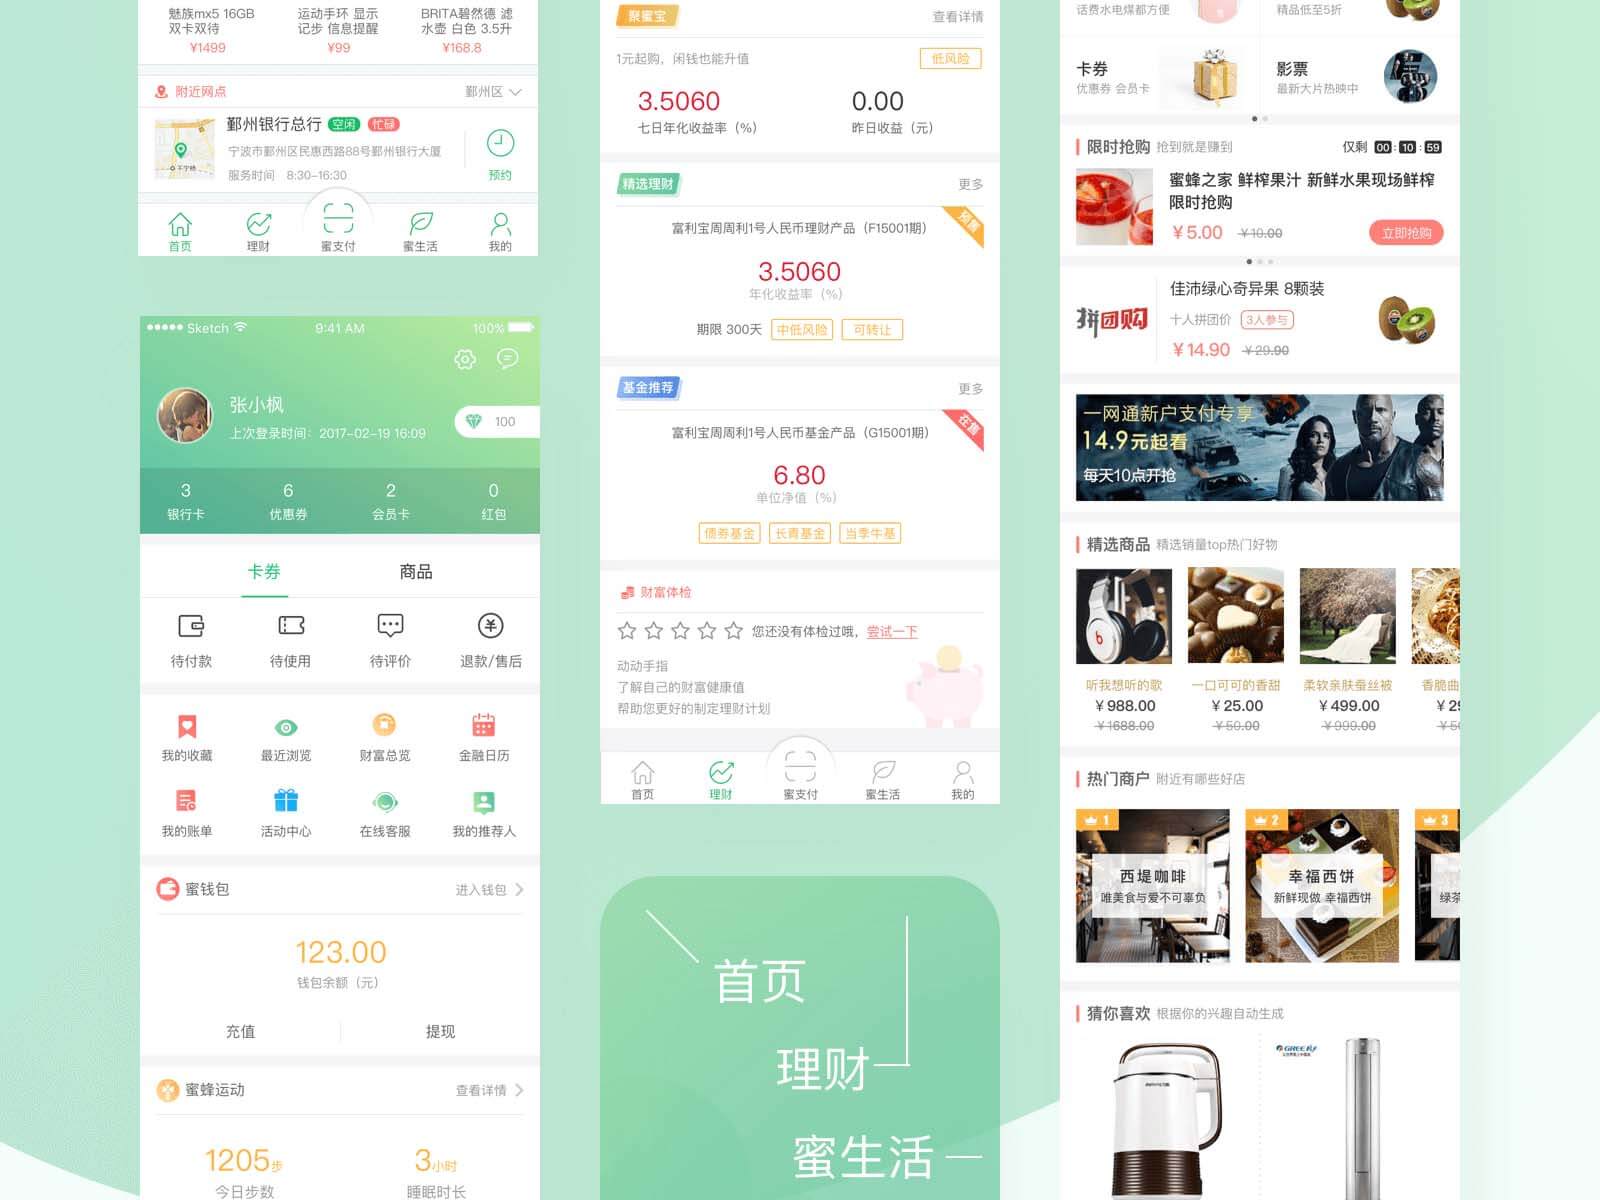 魅族mx5 16GB
双卡双待
¥1499
运动手环 显示
记步 信息提醒
¥99
BRITA碧然德 滤
水壶 白色 3.5升
¥168.8
附近网点
鄞州区
鄞州银行总行 空闲 忙碌
宁波市鄞州区民惠西路88号鄞州银行大厦
服务时间 8:30-16:30
预约
首页
理财
蜜支付
蜜生活
我的
Sketch
9:41 AM
100%
张小枫
上次登录时间：2017-02-19 16:09
100
3
银行卡
6
优惠券
2
会员卡
0
红包
卡券
商品
待付款
待使用
待评价
退款/售后
我的收藏
最近浏览
财富总览
金融日历
我的账单
活动中心
在线客服
我的推荐人
蜜钱包
进入钱包
123.00
钱包余额（元）
充值
提现
蜜蜂运动
查看详情
1205步
今日步数
3小时
睡眠时长
聚蜜宝
查看详情
1元起购，闲钱也能升值
低风险
3.5060
七日年化收益率（%）
0.00
昨日收益（元）
精选理财
更多
富利宝周周利1号人民币理财产品（F15001期）
预售
3.5060
年化收益率（%）
期限 300天 中低风险 可转让
基金推荐
更多
富利宝周周利1号人民币基金产品（G15001期）
在售
6.80
单位净值（%）
债券基金 长青基金 当季牛基
财富体检
您还没有体检过哦，尝试一下
动动手指
了解自己的财富健康值
帮助您更好的制定理财计划
首页
理财
蜜支付
蜜生活
我的
首页
理财
蜜生活
话费水电煤都方便
精品低至5折
卡券
优惠券 会员卡
影票
最新大片热映中
限时抢购 抢到就是赚到
仅剩 00:10:59
蜜蜂之家 鲜榨果汁 新鲜水果现场鲜榨
限时抢购
¥5.00 ¥10.00
立即抢购
拼团购
佳沛绿心奇异果 8颗装
十人拼团价 3人参与
¥14.90 ¥29.90
一网通新户支付专享
14.9元起看
每天10点开抢
精选商品 精选销量top热门好物
听我想听的歌
¥988.00
¥1688.00
一口可可的香甜
¥25.00
¥50.00
柔软亲肤蚕丝被
¥499.00
¥999.00
香脆曲
热门商户 附近有哪些好店
1
西堤咖啡
唯美食与爱不可辜负
2
幸福西饼
新鲜现做 幸福西饼
3
绿茶
猜你喜欢 根据你的兴趣自动生成
GREE格力